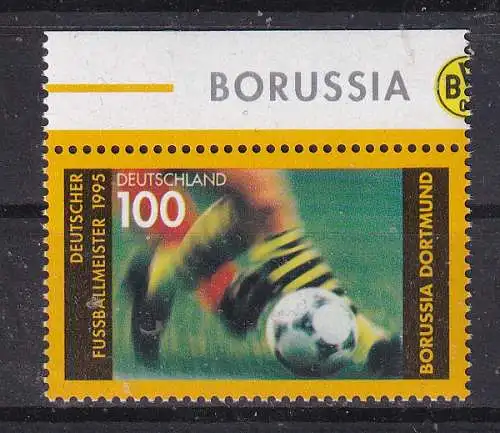 BORUSSIA
B
DEUTSCHER
FUSSBALLMEISTER 1995
DEUTSCHLAND
100
BORUSSIA DORTMUND